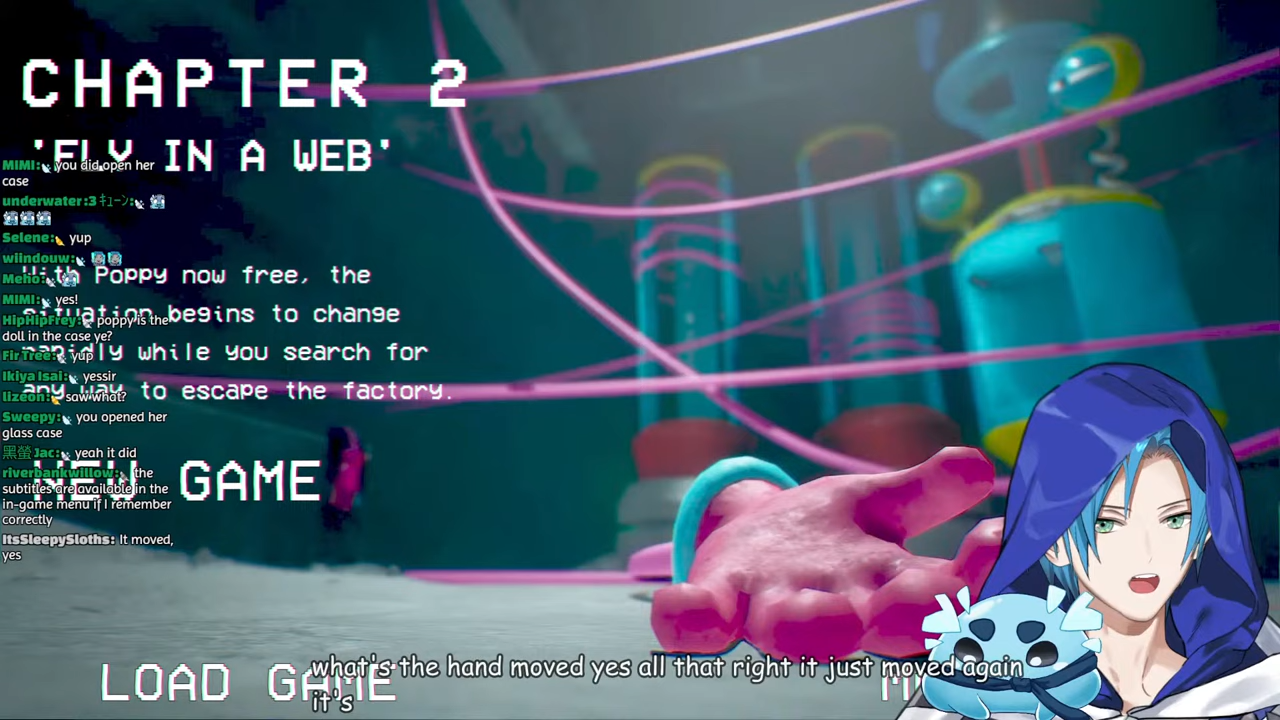 CHAPTER 2
'FLY IN A WEB'
MIMI: you did open her
case
underwater:3 ｷｭｰﾝ:
Selene: yup
wiindouw:
With Poppy now free, the
Meho:
MIMI: yes!
situation begins to change
HipHipFrey: poppy is the
doll in the case ye?
rapidly while you search for
Fir Tree: yup
Ikiya Isai: yessir
any way to escape the factory.
lizeon: saw what?
Sweepy: you opened her
glass case
黑螢Jac: yeah it did
NEW GAME
riverbankwillow: the
subtitles are available in the
in-game menu if I remember
correctly
ItsSleepySloths: It moved,
yes
what's the hand moved yes all that right it just moved again
it's
LOAD GAME